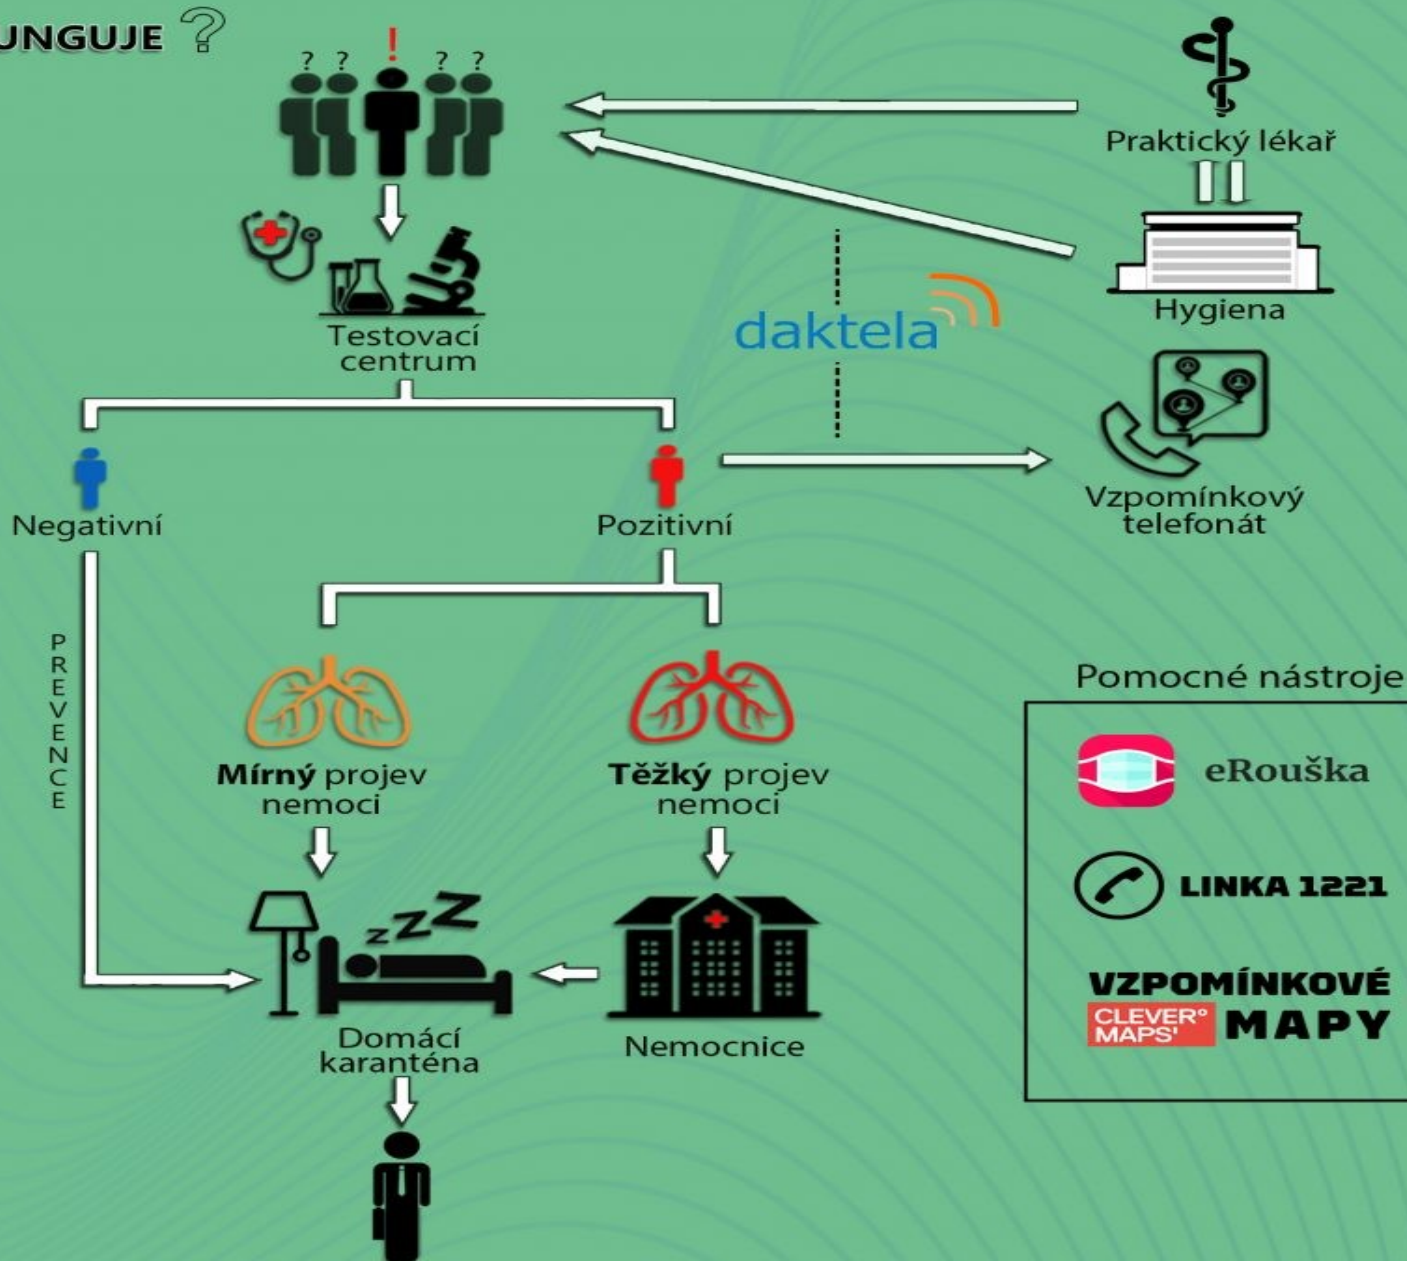 UNGUJE ?
? ? ! ? ?
Praktický lékař
Hygiena
Testovací
centrum
daktela
Negativní
Pozitivní
Vzpomínkový
telefonát
PREVENCE
Mírný projev
nemoci
Těžký projev
nemoci
Pomocné nástroje
eRouška
LINKA 1221
VZPOMÍNKOVÉ
CLEVER°
MAPS'
MAPY
z z Z
Domácí
karanténa
Nemocnice